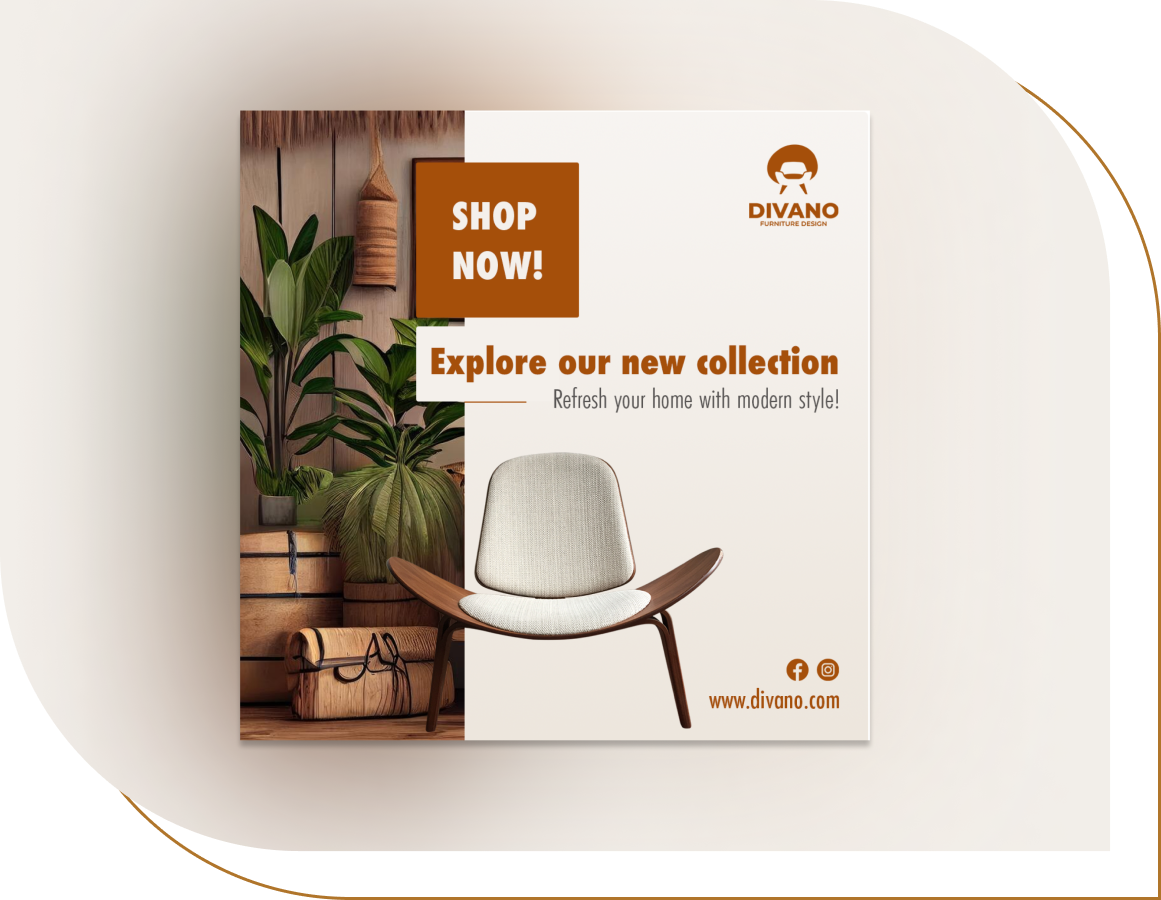 SHOP
NOW!
DIVANO
FURNITURE DESIGN
Explore our new collection
Refresh your home with modern style!
www.divano.com